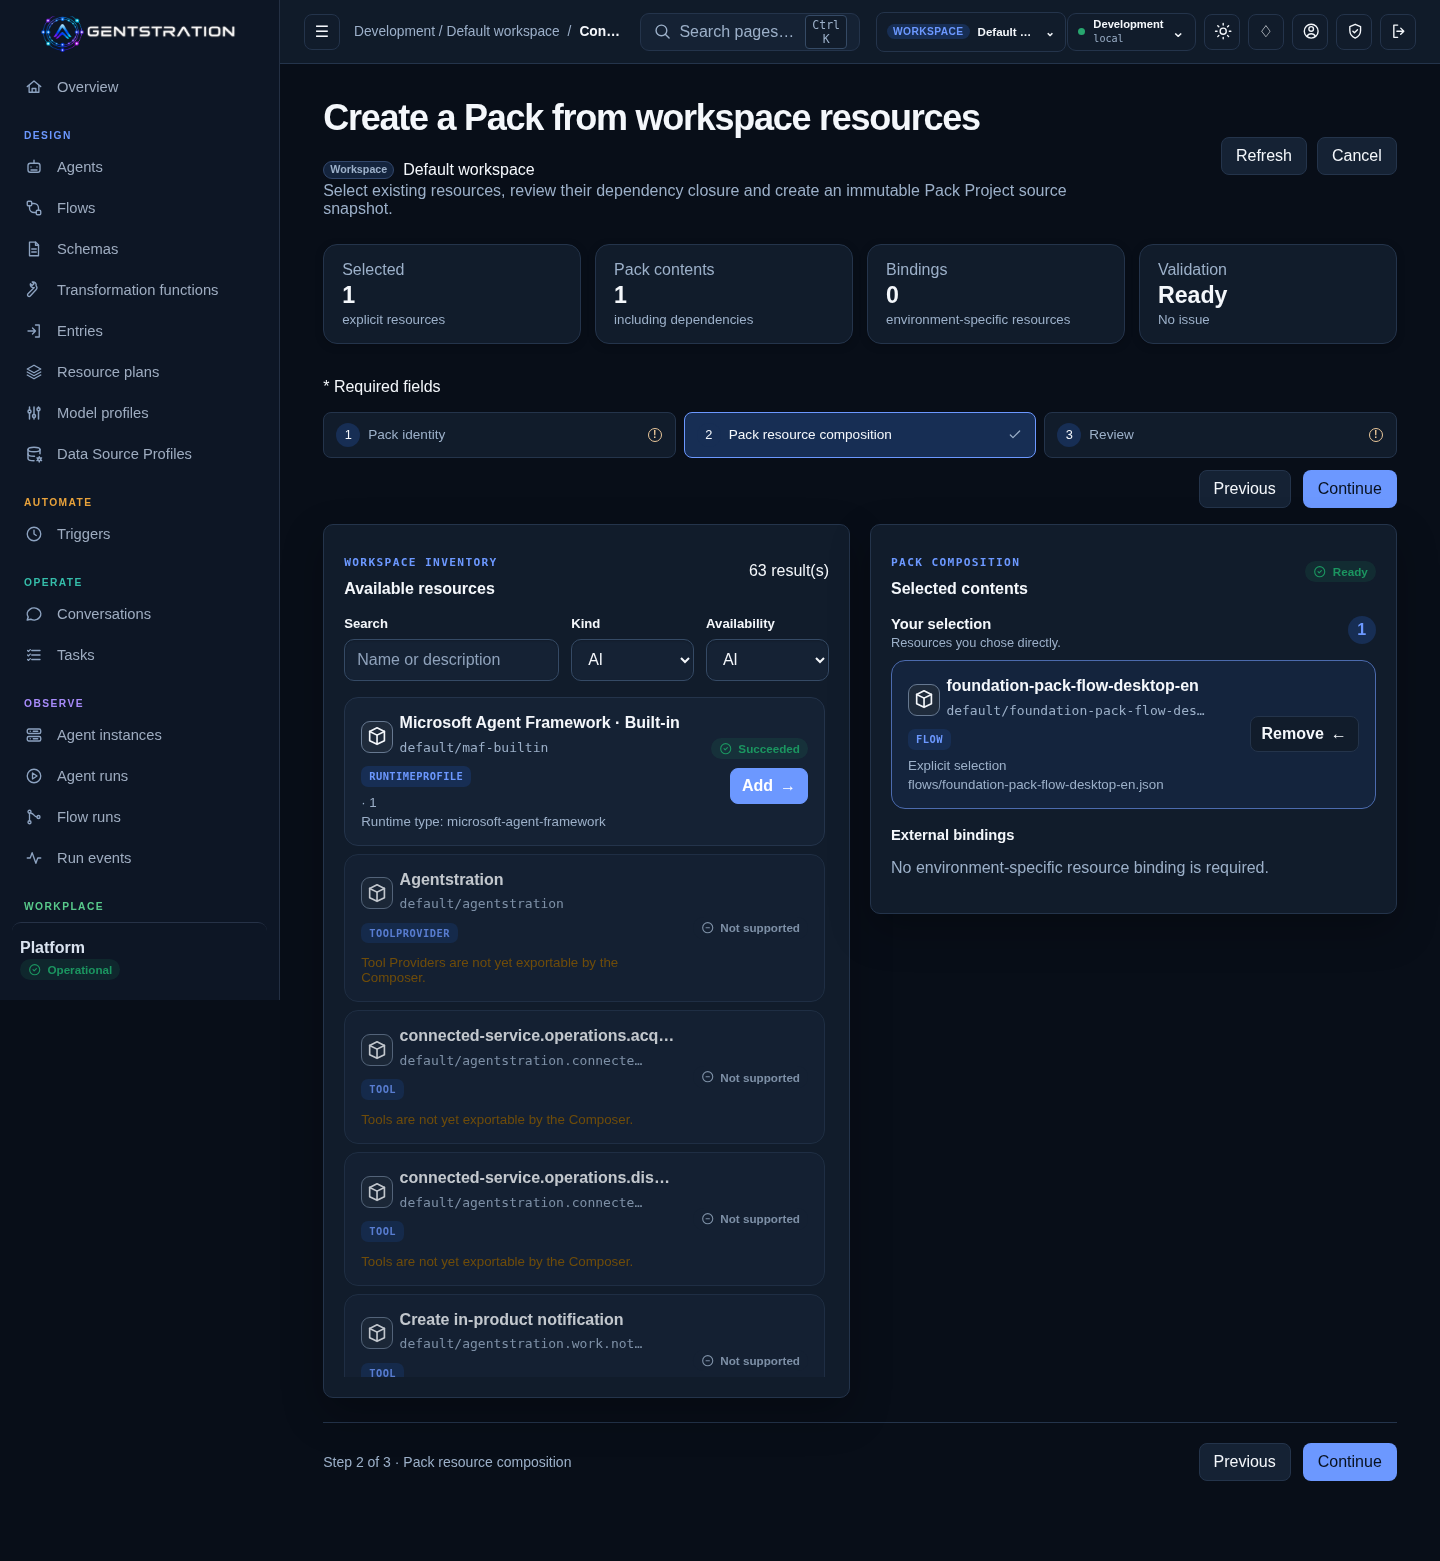 GENTSTRATION
☰
Development / Default workspace / Con…
Search pages…
Ctrl K
WORKSPACE Default …
Development
local
Overview
DESIGN
Agents
Flows
Schemas
Transformation functions
Entries
Resource plans
Model profiles
Data Source Profiles
AUTOMATE
Triggers
OPERATE
Conversations
Tasks
OBSERVE
Agent instances
Agent runs
Flow runs
Run events
WORKPLACE
Platform
Operational
Create a Pack from workspace resources
Workspace Default workspace
Select existing resources, review their dependency closure and create an immutable Pack Project source
snapshot.
Refresh
Cancel
Selected
1
explicit resources
Pack contents
1
including dependencies
Bindings
0
environment-specific resources
Validation
Ready
No issue
* Required fields
1 Pack identity
2 Pack resource composition
3 Review
Previous
Continue
WORKSPACE INVENTORY
Available resources
63 result(s)
Search
Name or description
Kind
Al
Availability
Al
Microsoft Agent Framework · Built-in
default/maf-builtin
RUNTIMEPROFILE
· 1
Runtime type: microsoft-agent-framework
Succeeded
Add →
Agentstration
default/agentstration
TOOLPROVIDER
Tool Providers are not yet exportable by the
Composer.
Not supported
connected-service.operations.acq…
default/agentstration.connecte…
TOOL
Tools are not yet exportable by the Composer.
Not supported
connected-service.operations.dis…
default/agentstration.connecte…
TOOL
Tools are not yet exportable by the Composer.
Not supported
Create in-product notification
default/agentstration.work.not…
TOOL
Not supported
PACK COMPOSITION
Selected contents
Ready
Your selection
Resources you chose directly.
1
foundation-pack-flow-desktop-en
default/foundation-pack-flow-des…
FLOW
Explicit selection
flows/foundation-pack-flow-desktop-en.json
Remove ←
External bindings
No environment-specific resource binding is required.
Step 2 of 3 · Pack resource composition
Previous
Continue